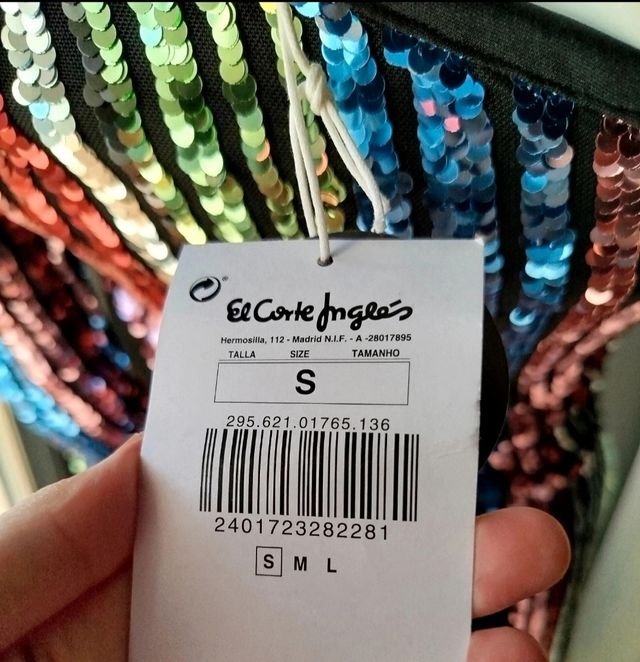 El Corte Inglés
Hermosilla, 112 - Madrid N.I.F. - A -28017895
TALLA SIZE TAMANHO
S
295.621.01765.136
2401723282281
S M L